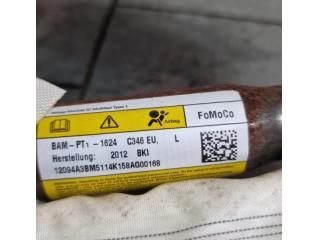 Airbag
FoMoCo
BAM-PT1-1624 C346 EU, L
Herstellung: 2012 BKI
12094A3BM5114K158AG00168